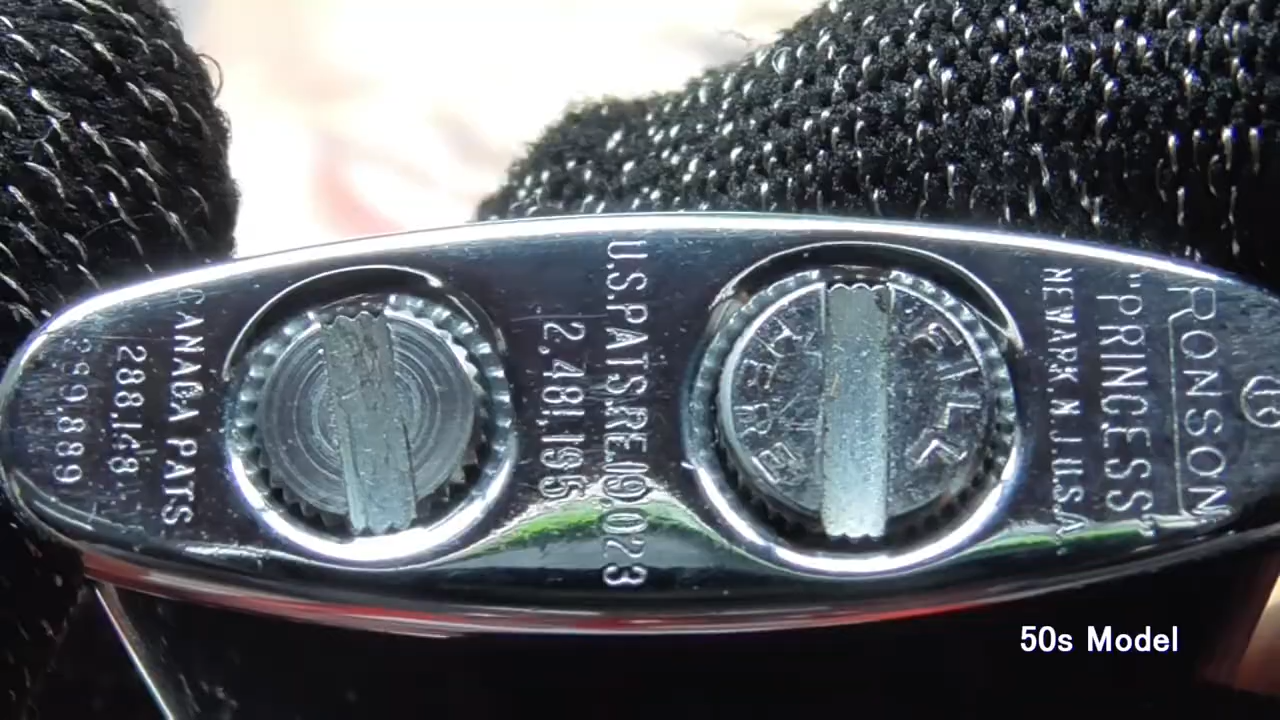 RONSON
"PRINCESS"
NEWARK N.J.U.S.A.
FILL
HERE
U.S.PATS.RE.19,023
2,481,195
CANADA PATS
288,148
289,889
50s Model